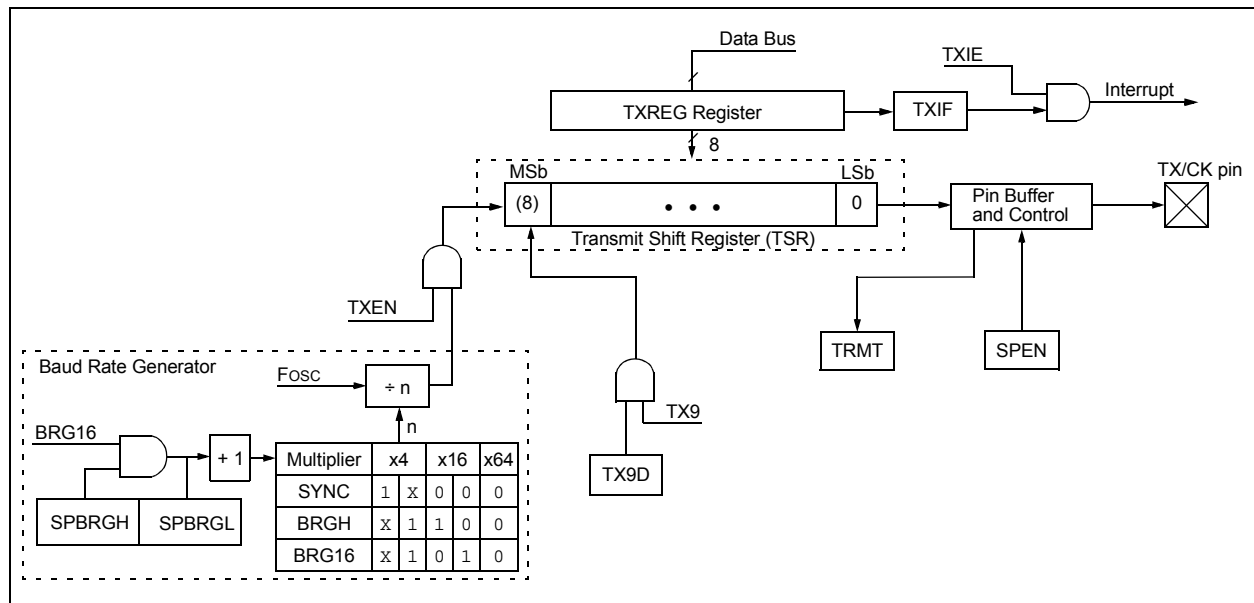 Data Bus
TXIE
Interrupt
TXREG Register
TXIF
8
MSb
LSb
TX/CK pin
(8)
• • •
0
Pin Buffer
and Control
Transmit Shift Register (TSR)
TXEN
TRMT
SPEN
Baud Rate Generator
FOSC
÷ n
TX9
n
BRG16
+ 1
Multiplier x4 x16 x64
TX9D
SYNC 1 X 0 0 0
SPBRGH SPBRGL
BRGH X 1 1 0 0
BRG16 X 1 0 1 0